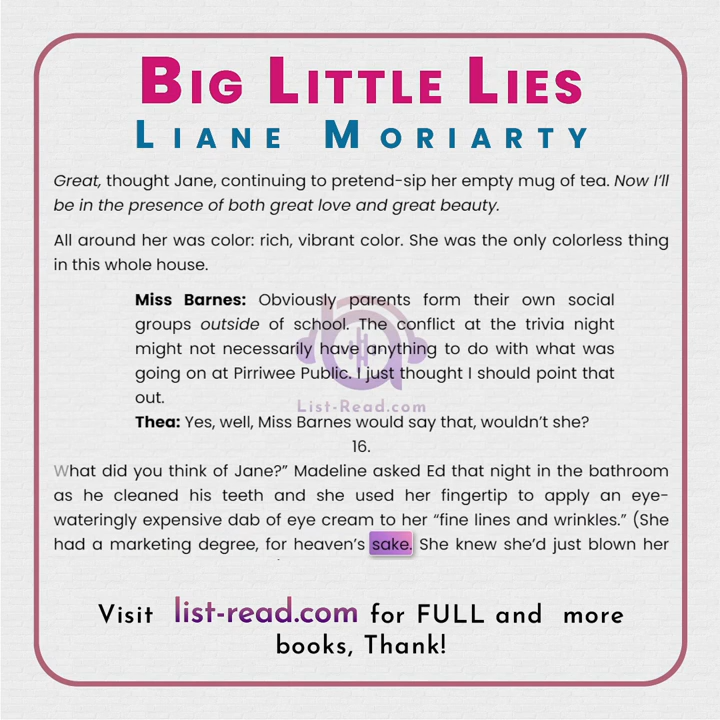 BIG LITTLE LIES
LIANE MORIARTY
Great, thought Jane, continuing to pretend-sip her empty mug of tea. Now I'll
be in the presence of both great love and great beauty.
All around her was color: rich, vibrant color. She was the only colorless thing
in this whole house.
Miss Barnes: Obviously parents form their own social
groups outside of school. The conflict at the trivia night
might not necessarily have anything to do with what was
going on at Pirriwee Public. I just thought I should point that
out.
List-Read.com
Thea: Yes, well, Miss Barnes would say that, wouldn't she?
16.
What did you think of Jane?” Madeline asked Ed that night in the bathroom
as he cleaned his teeth and she used her fingertip to apply an eye-
wateringly expensive dab of eye cream to her “fine lines and wrinkles.” (She
had a marketing degree, for heaven's sake. She knew she'd just blown her
Visit list-read.com for FULL and more
books, Thank!